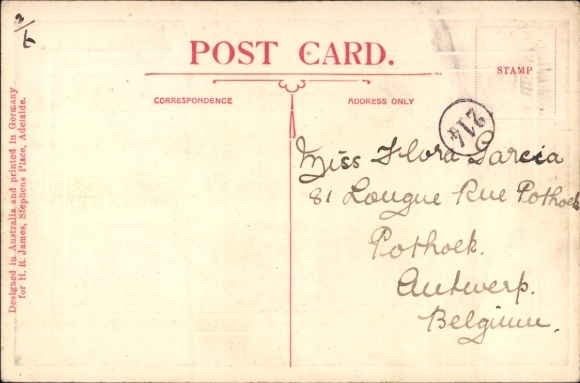 2/6
POST CARD.
STAMP
CORRESPONDENCE
ADDRESS ONLY
214
Miss Flora Garcia
81 Longue Rue Pothoek
Pothoek.
Antwerp.
Belgium.
Designed in Australia and printed in Germany
for H. R. James, Stephens Place, Adelaide.